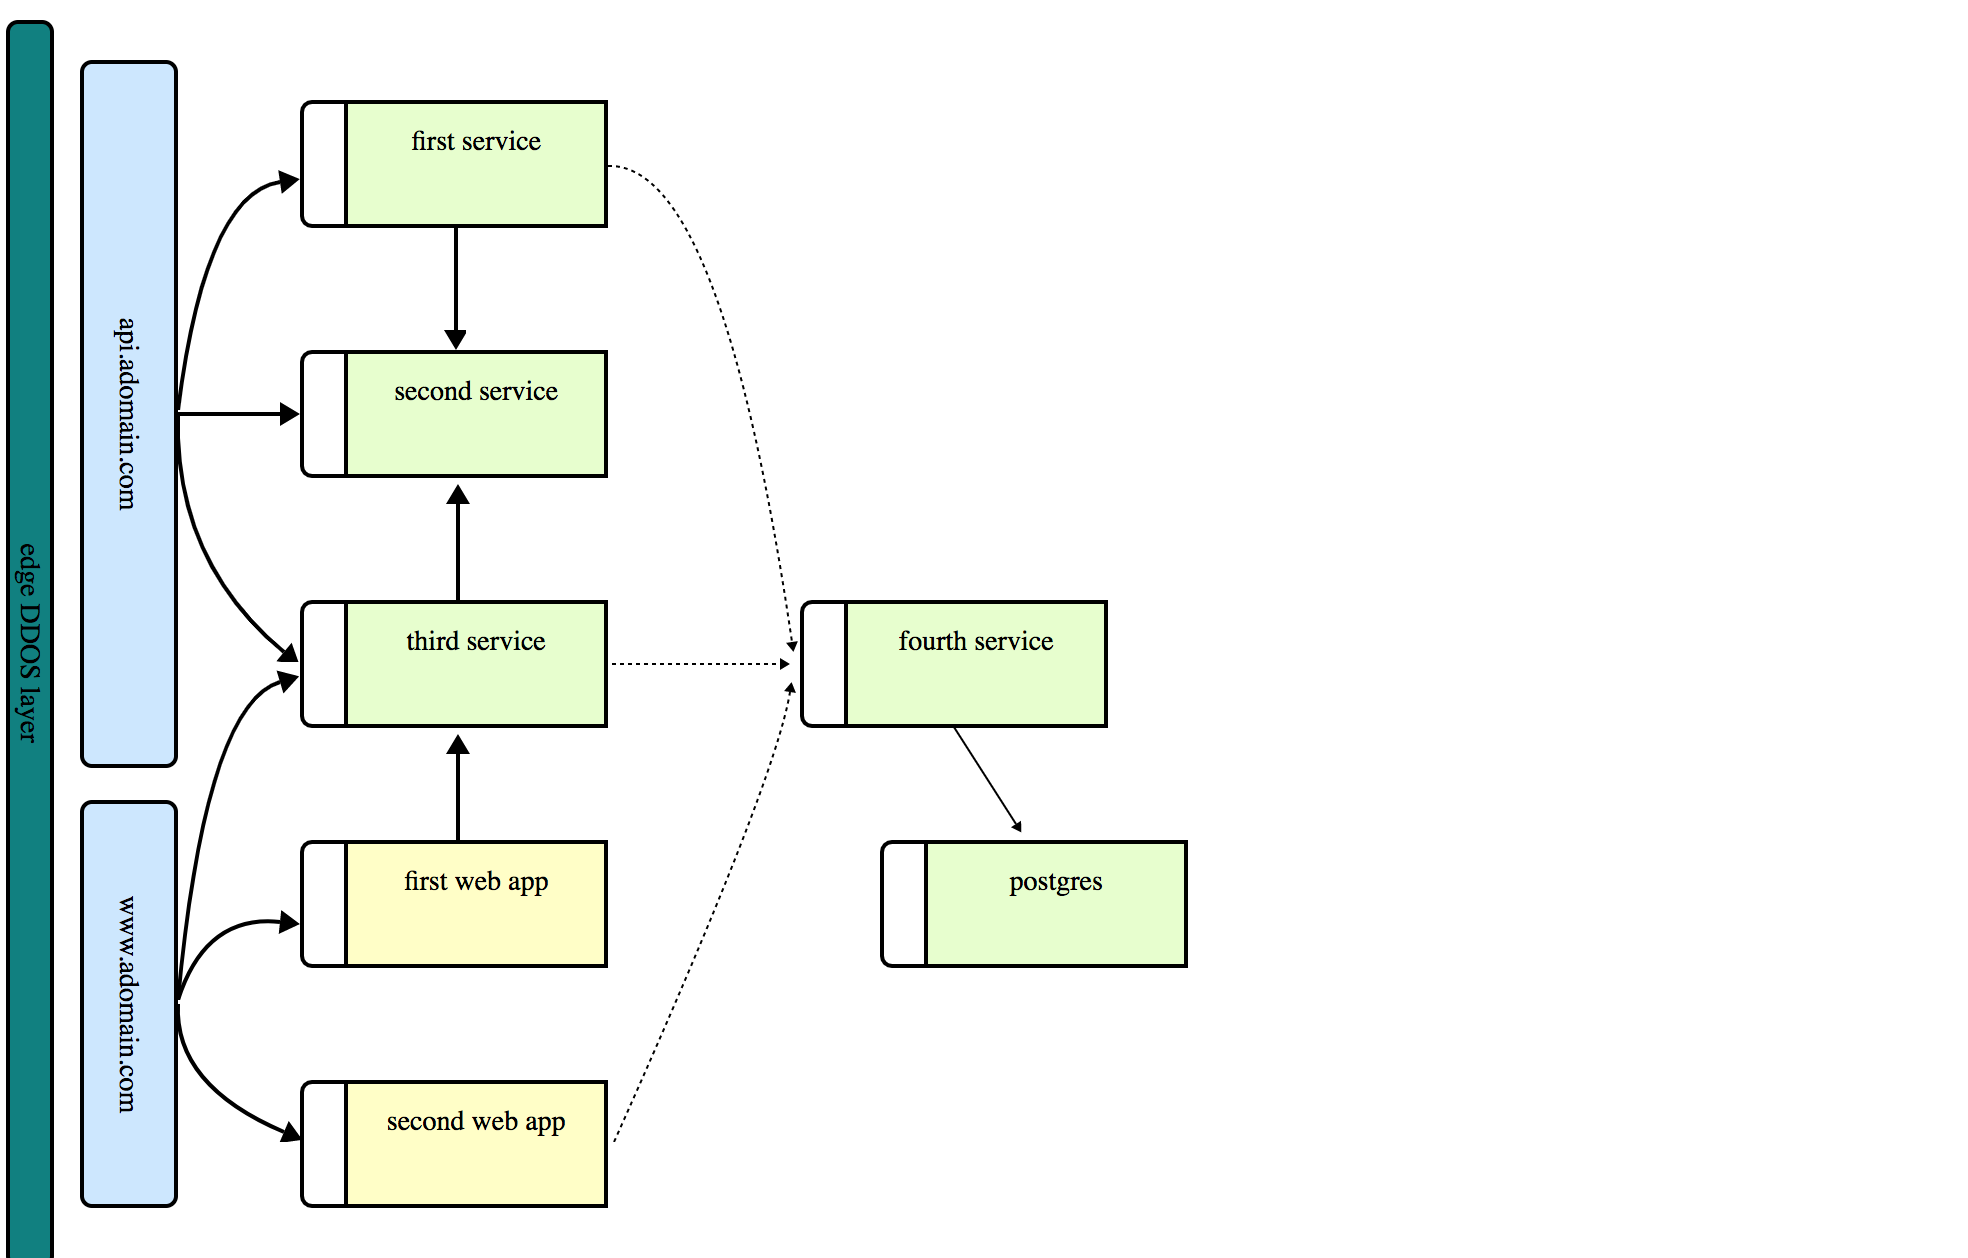 edge DDOS layer
api.adomain.com
www.adomain.com
first service
second service
third service
fourth service
first web app
postgres
second web app